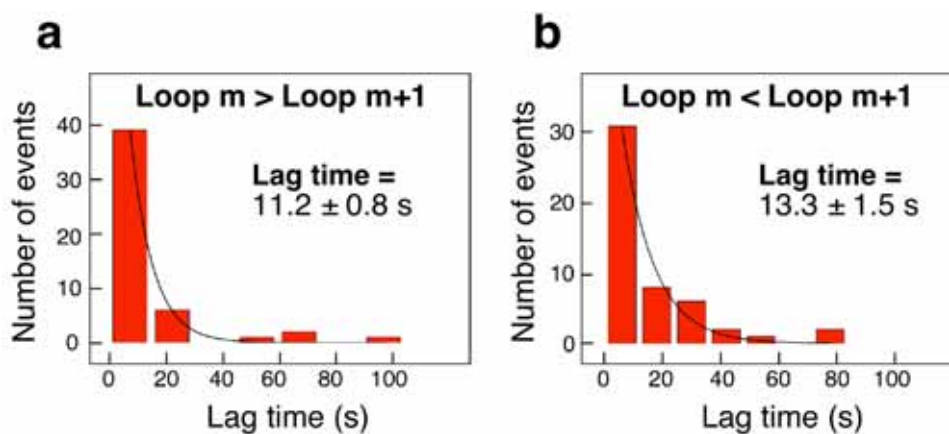 a
Loop m > Loop m+1
Lag time =
11.2 ± 0.8 s
Number of events
40
30
20
10
0
0 20 40 60 80 100
Lag time (s)
b
Loop m < Loop m+1
Lag time =
13.3 ± 1.5 s
Number of events
30
20
10
0
0 20 40 60 80 100
Lag time (s)